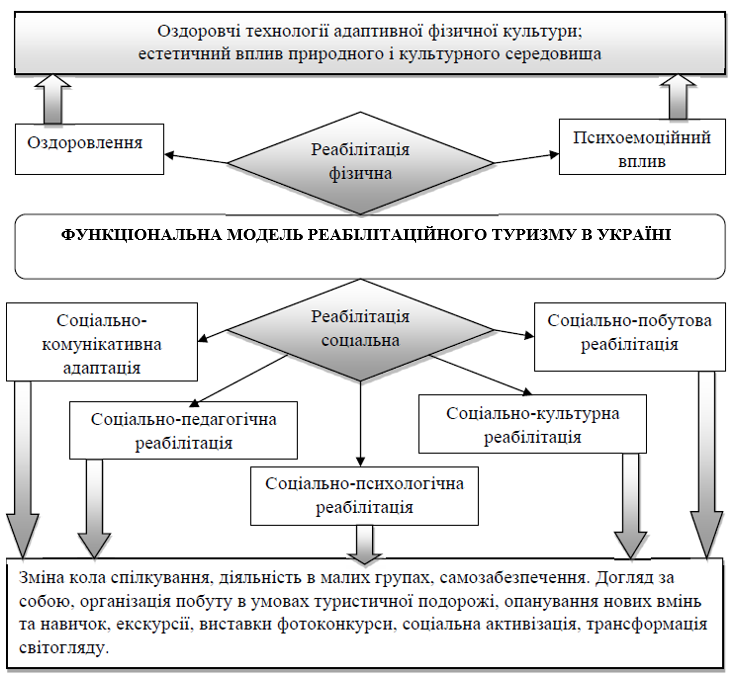 Оздоровчі технології адаптивної фізичної культури;
естетичний вплив природного і культурного середовища
Оздоровлення
Реабілітація
фізична
Психоемоційний
вплив
ФУНКЦІОНАЛЬНА МОДЕЛЬ РЕАБІЛІТАЦІЙНОГО ТУРИЗМУ В УКРАЇНІ
Соціально-
комунікативна
адаптація
Реабілітація
соціальна
Соціально-побутова
реабілітація
Соціально-педагогічна
реабілітація
Соціально-культурна
реабілітація
Соціально-психологічна
реабілітація
Зміна кола спілкування, діяльність в малих групах, самозабезпечення. Догляд за
собою, організація побуту в умовах туристичної подорожі, опанування нових вмінь
та навичок, екскурсії, виставки фотоконкурси, соціальна активізація, трансформація
світогляду.